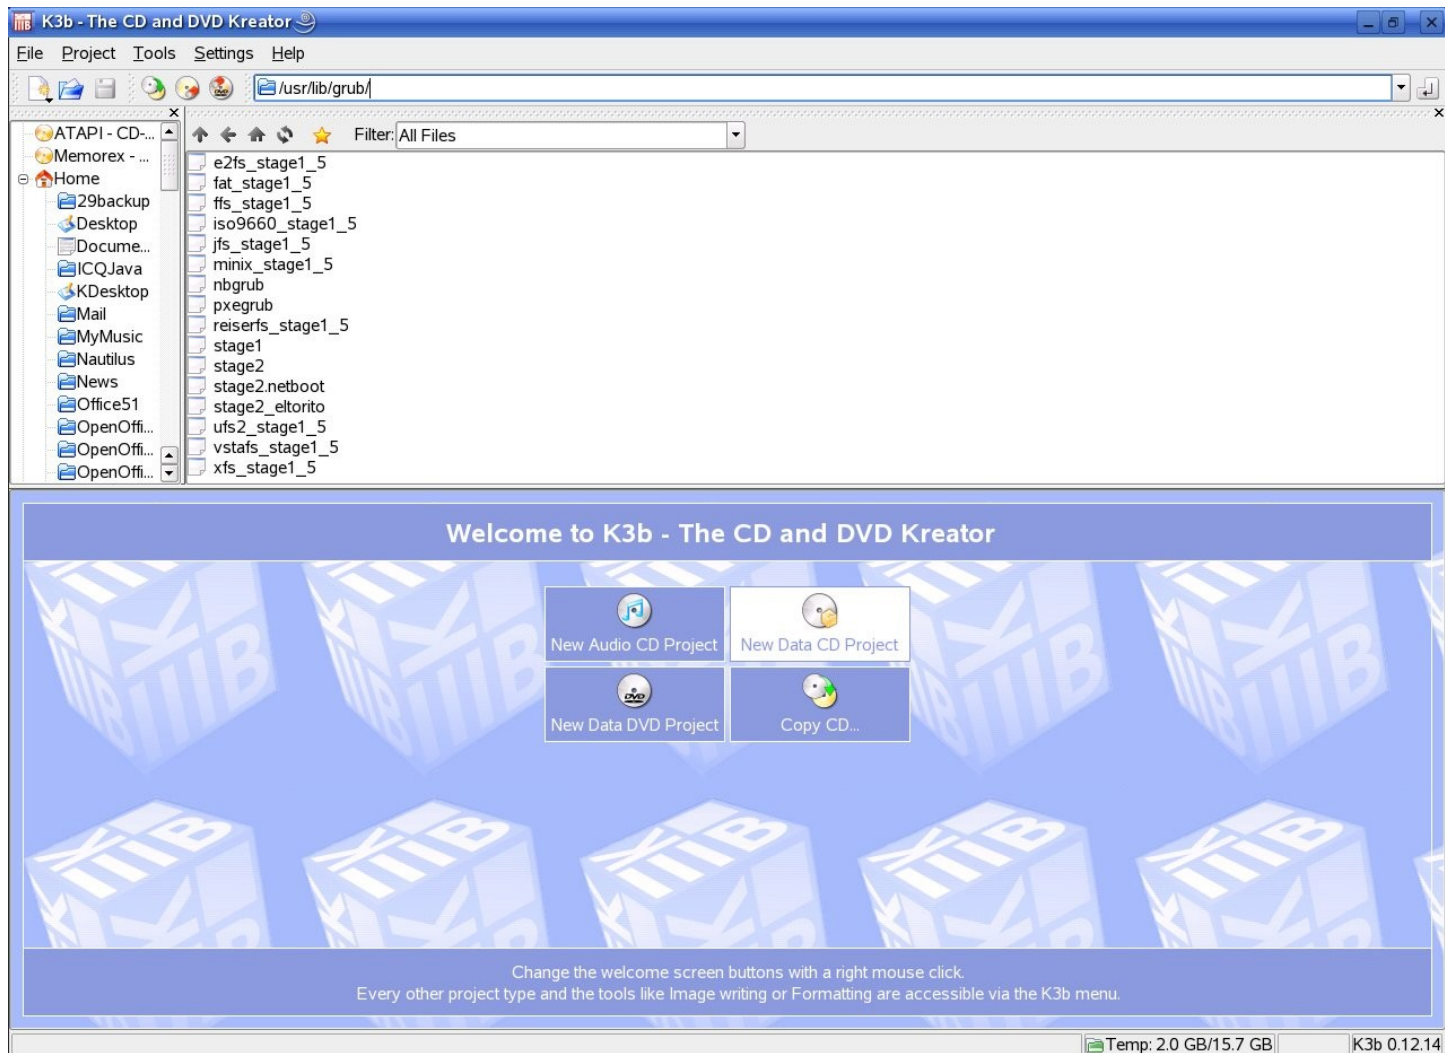 K3b - The CD and DVD Kreator
File Project Tools Settings Help
/usr/lib/grub/
ATAPI - CD-...
Memorex - ...
Home
29backup
Desktop
Docume...
ICQJava
KDesktop
Mail
MyMusic
Nautilus
News
Office51
OpenOffi...
OpenOffi...
OpenOffi...
Filter: All Files
e2fs_stage1_5
fat_stage1_5
ffs_stage1_5
iso9660_stage1_5
jfs_stage1_5
minix_stage1_5
nbgrub
pxegrub
reiserfs_stage1_5
stage1
stage2
stage2.netboot
stage2_eltorito
ufs2_stage1_5
vstafs_stage1_5
xfs_stage1_5
Welcome to K3b - The CD and DVD Kreator
New Audio CD Project
New Data CD Project
New Data DVD Project
Copy CD...
Change the welcome screen buttons with a right mouse click.
Every other project type and the tools like Image writing or Formatting are accessible via the K3b menu.
Temp: 2.0 GB/15.7 GB
K3b 0.12.14